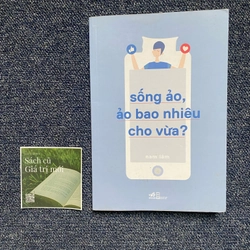 sống ảo,
ảo bao nhiêu
cho vừa?
Sách cũ
Giá trị mới